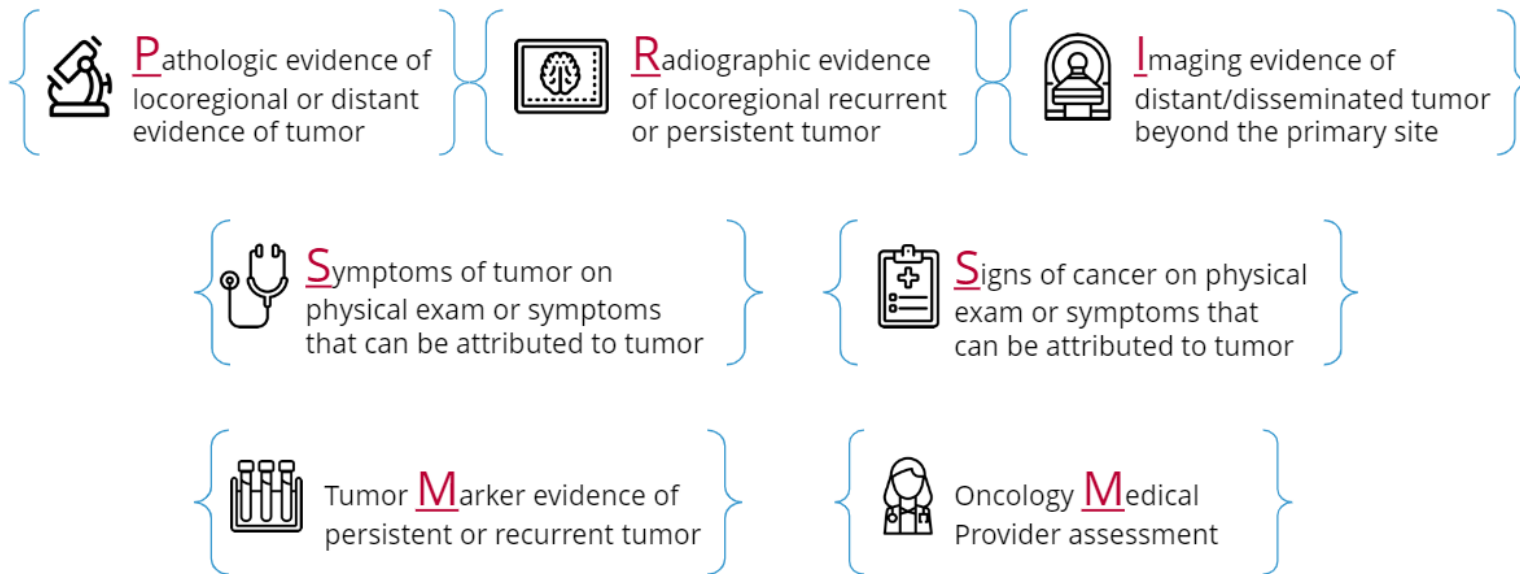 Pathologic evidence of
locoregional or distant
evidence of tumor
Radiographic evidence
of locoregional recurrent
or persistent tumor
Imaging evidence of
distant/disseminated tumor
beyond the primary site
Symptoms of tumor on
physical exam or symptoms
that can be attributed to tumor
Signs of cancer on physical
exam or symptoms that
can be attributed to tumor
Tumor Marker evidence of
persistent or recurrent tumor
Oncology Medical
Provider assessment